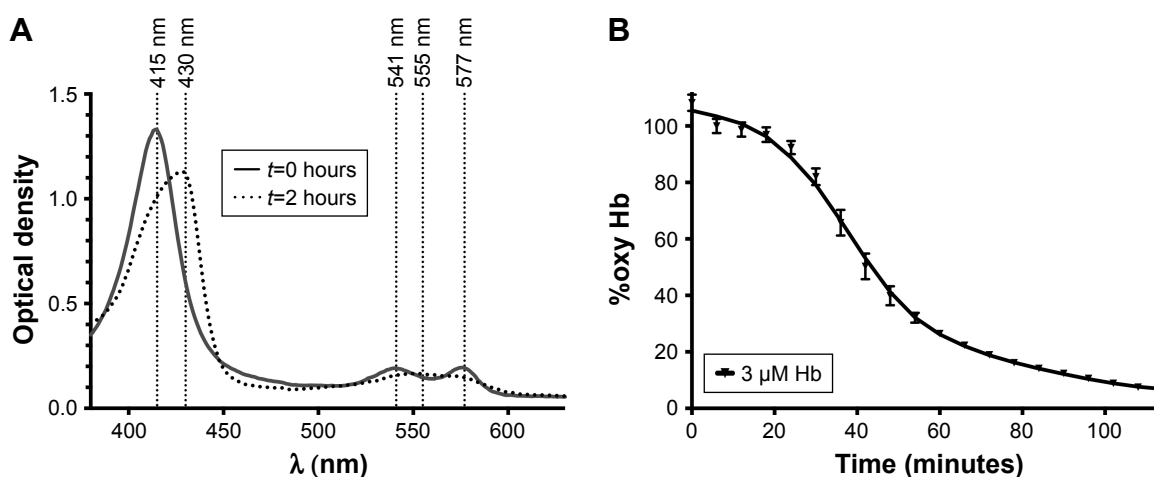 A
415 nm
430 nm
541 nm
555 nm
577 nm
1.5
1.0
0.5
0.0
Optical density
t=0 hours
t=2 hours
400
450
500
550
600
λ (nm)
B
100
80
60
40
20
0
%oxy Hb
3 µM Hb
0
20
40
60
80
100
Time (minutes)